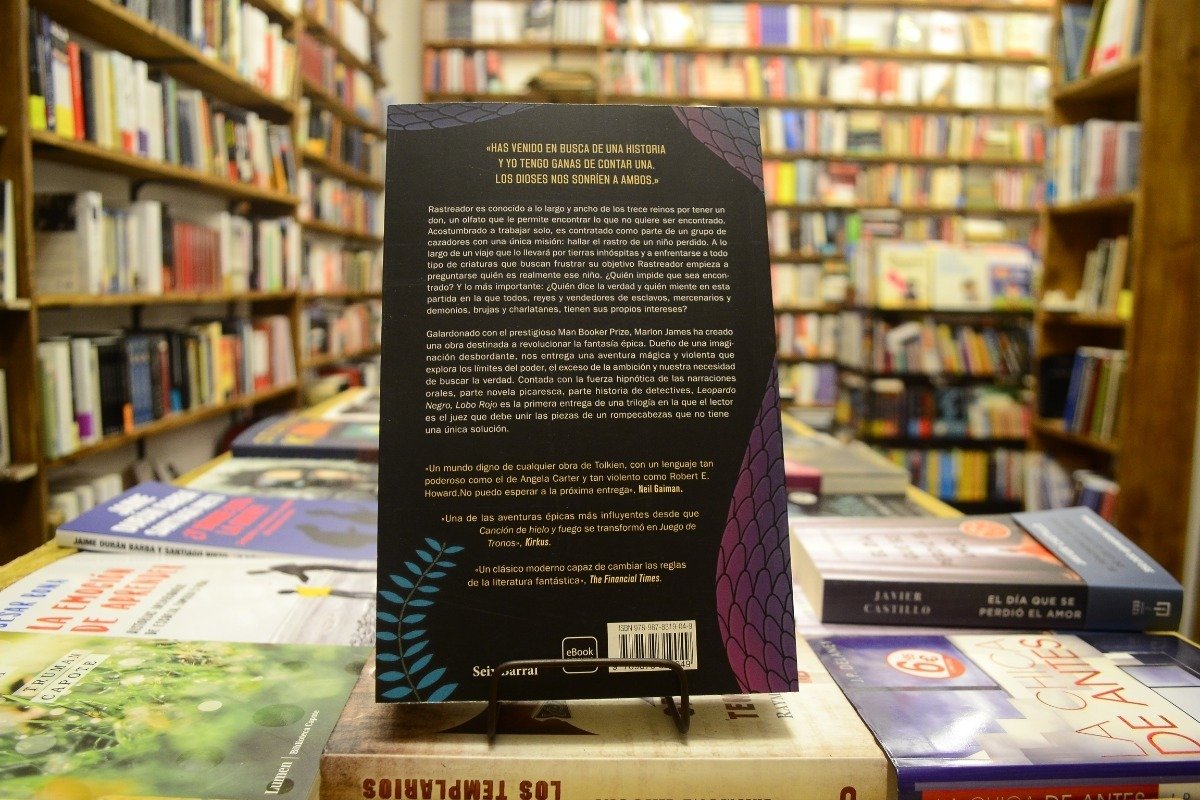 «HAS VENIDO EN BUSCA DE UNA HISTORIA
Y YO TENGO GANAS DE CONTAR UNA.
LOS DIOSES NOS SONRÍEN A AMBOS.»
Rastreador es conocido a lo largo y ancho de los trece reinos por tener un
don, un olfato que le permite encontrar lo que no quiere ser encontrado.
Acostumbrado a trabajar solo, es contratado como parte de un grupo de
cazadores con una única misión: hallar el rastro de un niño perdido. A lo
largo de un viaje que lo llevará por tierras inhóspitas y a enfrentarse a todo
tipo de criaturas que buscan frustrar su objetivo Rastreador empieza a
preguntarse quién es realmente ese niño. ¿Quién impide que sea encon-
trado? Y lo más importante: ¿Quién dice la verdad y quién miente en esta
partida en la que todos, reyes y vendedores de esclavos, mercenarios y
demonios, brujas y charlatanes, tienen sus propios intereses?
Galardonado con el prestigioso Man Booker Prize, Marlon James ha creado
una obra destinada a revolucionar la fantasía épica. Dueño de una imagi-
nación desbordante, nos entrega una aventura mágica y violenta que
explora los límites del poder, el exceso de la ambición y nuestra necesidad
de buscar la verdad. Contada con la fuerza hipnótica de las narraciones
orales, parte novela picaresca, parte historia de detectives, Leopardo
Negro, Lobo Rojo es la primera entrega de una trilogía en la que el lector
es el juez que debe unir las piezas de un rompecabezas que no tiene
una única solución.
«Un mundo digno de cualquier obra de Tolkien, con un lenguaje tan
poderoso como el de Angela Carter y tan violento como Robert E.
Howard.No puedo esperar a la próxima entrega», Neil Gaiman.
«Una de las aventuras épicas más influyentes desde que
Canción de hielo y fuego se transformó en Juego de
Tronos», Kirkus.
«Un clásico moderno capaz de cambiar las reglas
de la literatura fantástica», The Financial Times.
eBook
Seix Barral
JAIME DURÁN BARBA Y SANTIAGO
CÉSAR BONA
LA EMOCIÓN
DE APRENDER
TRUMAN
CAPOTE
Lumen
Biblioteca Capote
JAVIER
CASTILLO
EL DÍA QUE SE
PERDIÓ EL AMOR
LA CHICA
DE ANTES
LOS TEMPLARIOS
LA CHICA DE ANTES